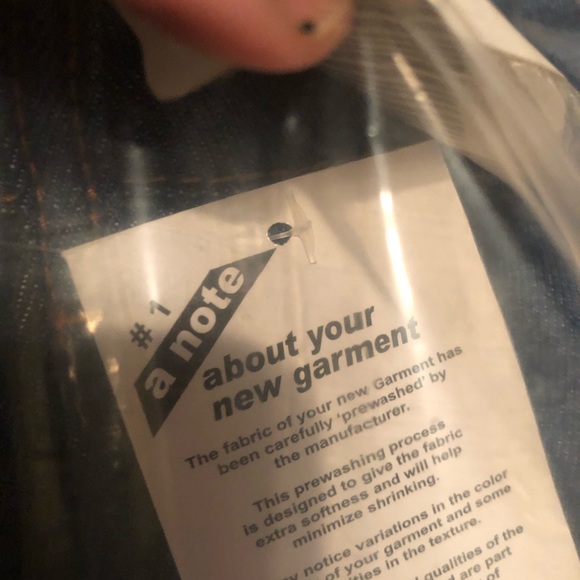 # 1
a note
about your
new garment
The fabric of your new Garment has
been carefully 'prewashed' by
the manufacturer.
This prewashing process
is designed to give the fabric
extra softness and will help
minimize shrinking.
notice variations in the color
of your garment and some
in the texture.
qualities of the
are part
of